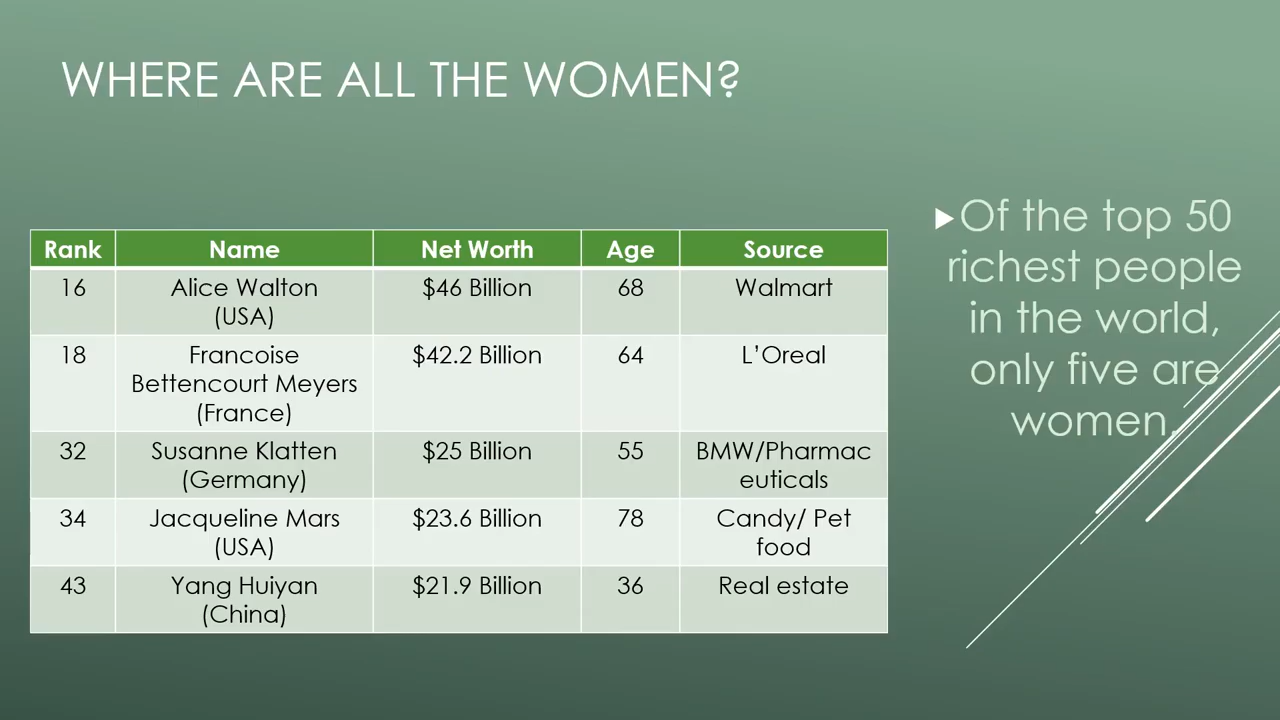 WHERE ARE ALL THE WOMEN?
Rank Name Net Worth Age Source
16 Alice Walton $46 Billion 68 Walmart
(USA)
18 Francoise $42.2 Billion 64 L'Oreal
Bettencourt Meyers
(France)
32 Susanne Klatten $25 Billion 55 BMW/Pharmac
(Germany) euticals
34 Jacqueline Mars $23.6 Billion 78 Candy/ Pet
(USA) food
43 Yang Huiyan $21.9 Billion 36 Real estate
(China)
Of the top 50
richest people
in the world,
only five are
women.